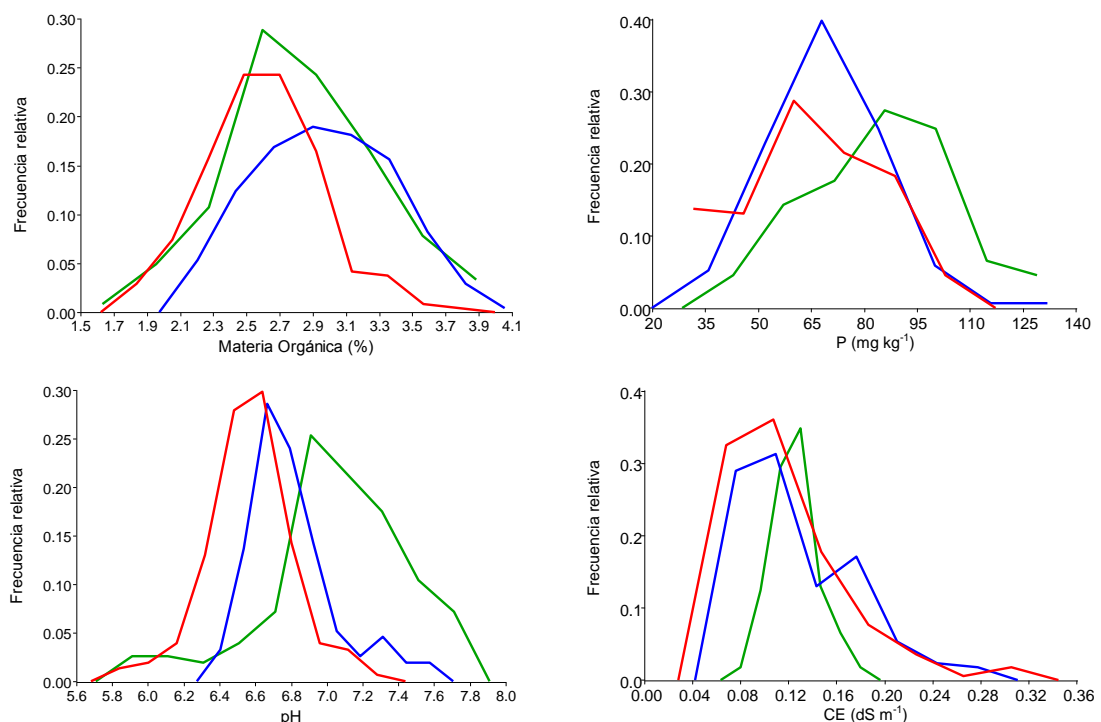 0.30
0.25
0.20
0.15
0.10
0.05
0.00
Frecuencia relativa
1.5 1.7 1.9 2.1 2.3 2.5 2.7 2.9 3.1 3.3 3.5 3.7 3.9 4.1
Materia Orgánica (%)
0.40
0.30
0.20
0.10
0.00
Frecuencia relativa
20 35 50 65 80 95 110 125 140
P (mg kg⁻¹)
0.30
0.25
0.20
0.15
0.10
0.05
0.00
Frecuencia relativa
5.6 6.0 6.2 6.4 6.6 6.8 7.0 7.2 7.4 7.6 7.8 8.0
pH
0.4
0.3
0.2
0.1
0.0
Frecuencia relativa
0.00 0.04 0.08 0.12 0.16 0.20 0.24 0.28 0.32 0.36
CE (dS m⁻¹)